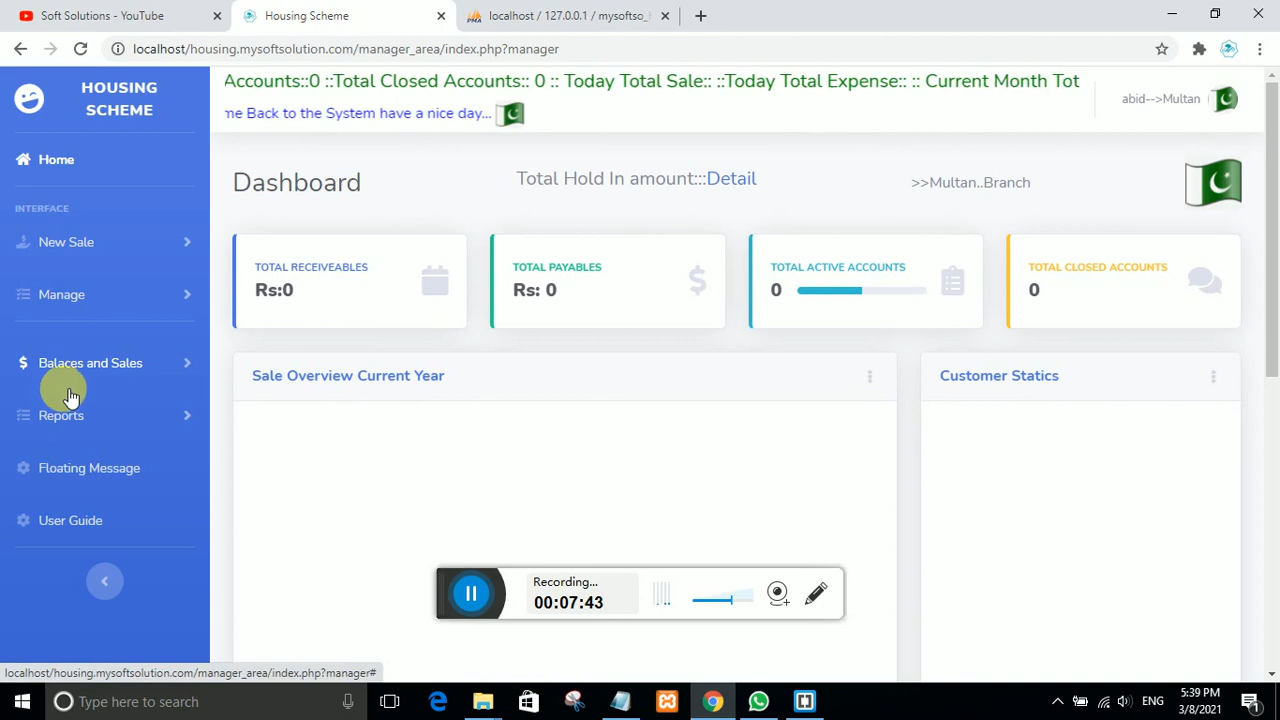 Soft Solutions - YouTube
Housing Scheme
localhost / 127.0.0.1 / mysoftso_
localhost/housing.mysoftsolution.com/manager_area/index.php?manager
HOUSING
SCHEME
Accounts::0 ::Total Closed Accounts:: 0 :: Today Total Sale:: ::Today Total Expense:: :: Current Month Tot
me Back to the System have a nice day...
abid-->Multan
Home
Dashboard
Total Hold In amount:::Detail
>>Multan..Branch
INTERFACE
New Sale
Manage
Balaces and Sales
Reports
Floating Message
User Guide
TOTAL RECEIVEABLES
Rs:0
TOTAL PAYABLES
Rs: 0
TOTAL ACTIVE ACCOUNTS
0
TOTAL CLOSED ACCOUNTS
0
Sale Overview Current Year
Customer Statics
Recording...
00:07:43
localhost/housing.mysoftsolution.com/manager_area/index.php?manager#
Type here to search
ENG
5:39 PM
3/8/2021
1